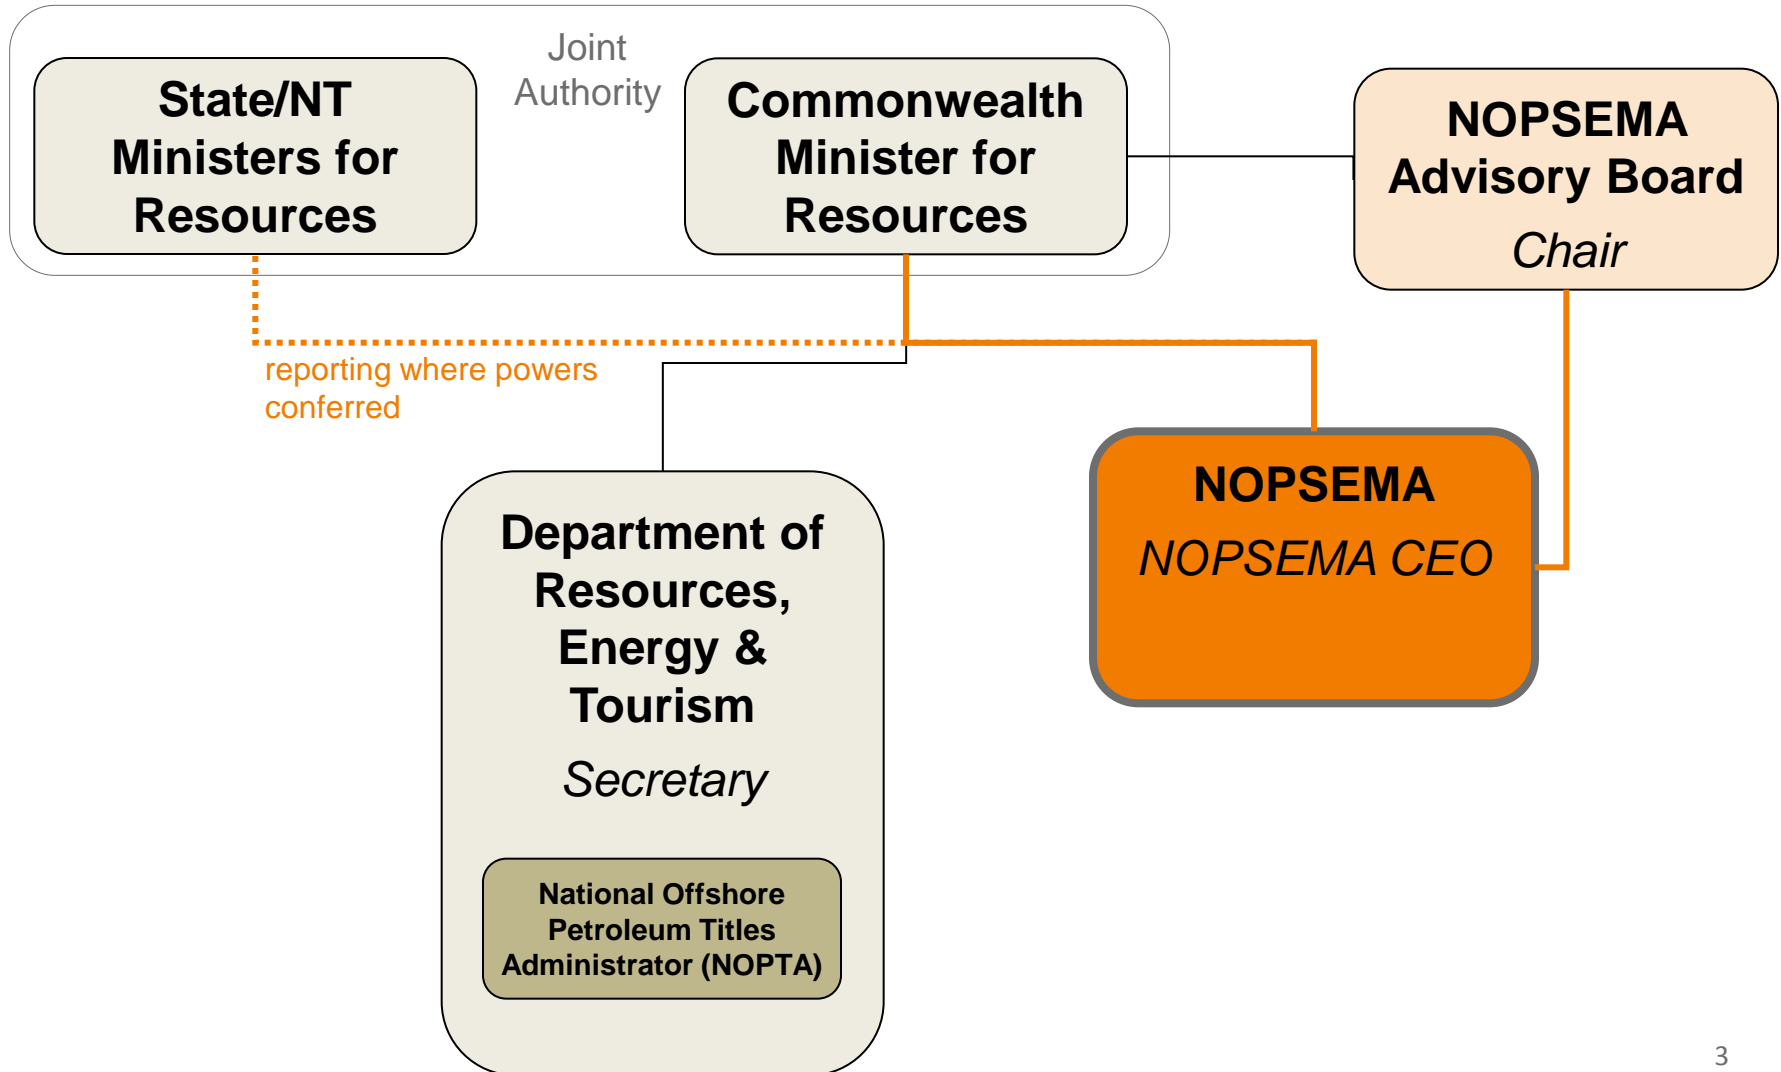 Joint
Authority
State/NT
Ministers for
Resources
Commonwealth
Minister for
Resources
NOPSEMA
Advisory Board
Chair
reporting where powers
conferred
NOPSEMA
NOPSEMA CEO
Department of
Resources,
Energy &
Tourism
Secretary
National Offshore
Petroleum Titles
Administrator (NOPTA)
3